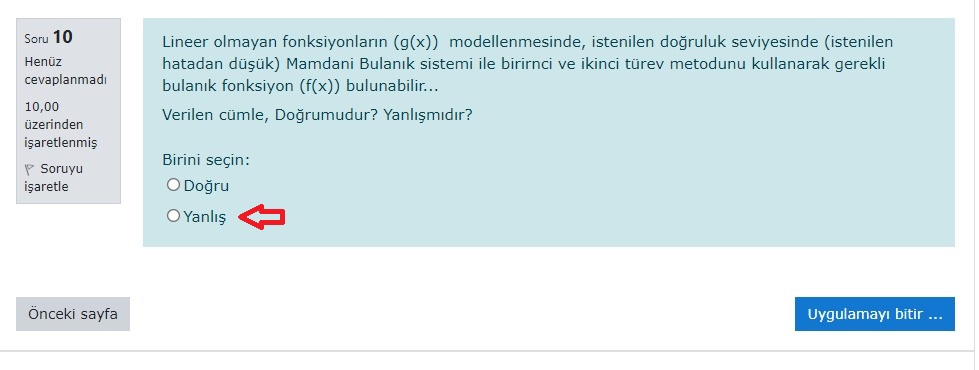 Soru 10
Henüz
cevaplanmadı
10,00
üzerinden
işaretlenmiş
Soruyu
işaretle
Lineer olmayan fonksiyonların (g(x)) modellenmesinde, istenilen doğruluk seviyesinde (istenilen
hatadan düşük) Mamdani Bulanık sistemi ile birirnci ve ikinci türev metodunu kullanarak gerekli
bulanık fonksiyon (f(x)) bulunabilir...
Verilen cümle, Doğrumudur? Yanlışmıdır?
Birini seçin:
Doğru
Yanlış
Önceki sayfa
Uygulamayı bitir ...